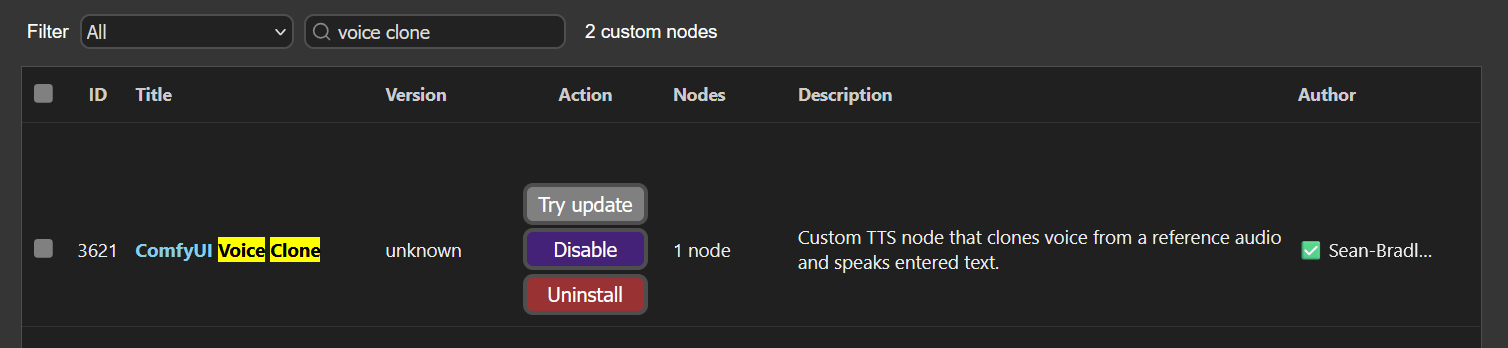 Filter All voice clone 2 custom nodes
ID Title Version Action Nodes Description Author
Try update
3621 ComfyUI Voice Clone unknown Disable 1 node Custom TTS node that clones voice from a reference audio
and speaks entered text. ✅ Sean-Bradl...
Uninstall